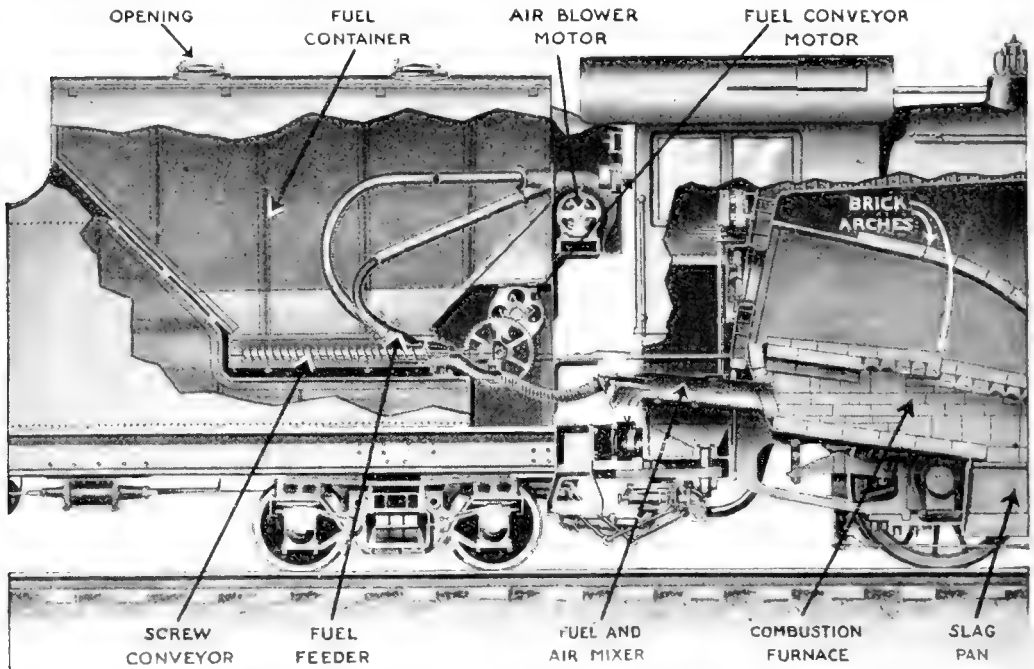 OPENING
FUEL
CONTAINER
AIR BLOWER
MOTOR
FUEL CONVEYOR
MOTOR
BRICK
ARCHES
SCREW
CONVEYOR
FUEL
FEEDER
FUEL AND
AIR MIXER
COMBUSTION
FURNACE
SLAG
PAN